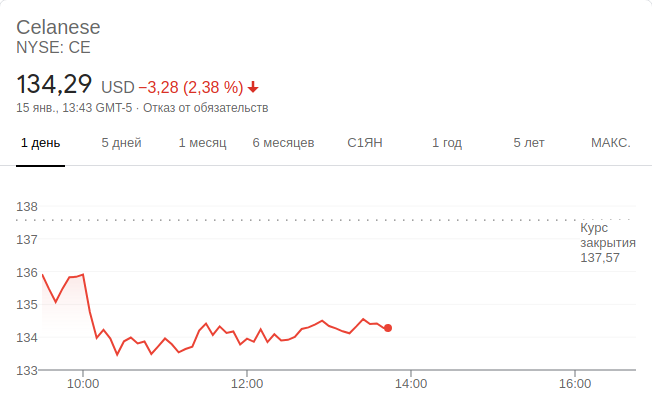 Celanese
NYSE: CE
134,29 USD −3,28 (2,38 %)
15 янв., 13:43 GMT-5 · Отказ от обязательств
1 день 5 дней 1 месяц 6 месяцев С1ЯН 1 год 5 лет МАКС.
138
137
136
135
134
133
Курс
закрытия
137,57
10:00 12:00 14:00 16:00